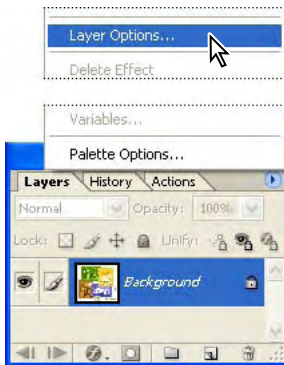 Layer Options...
Delete Effect
Variables...
Palette Options...
Layers History Actions
Normal Opacity: 100%
Lock: Unify:
Background